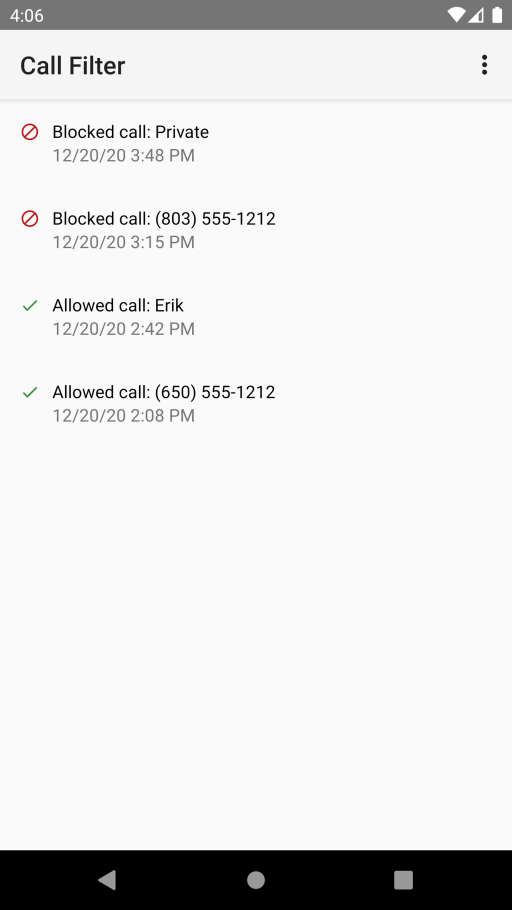 4:06
Call Filter
Blocked call: Private
12/20/20 3:48 PM
Blocked call: (803) 555-1212
12/20/20 3:15 PM
Allowed call: Erik
12/20/20 2:42 PM
Allowed call: (650) 555-1212
12/20/20 2:08 PM